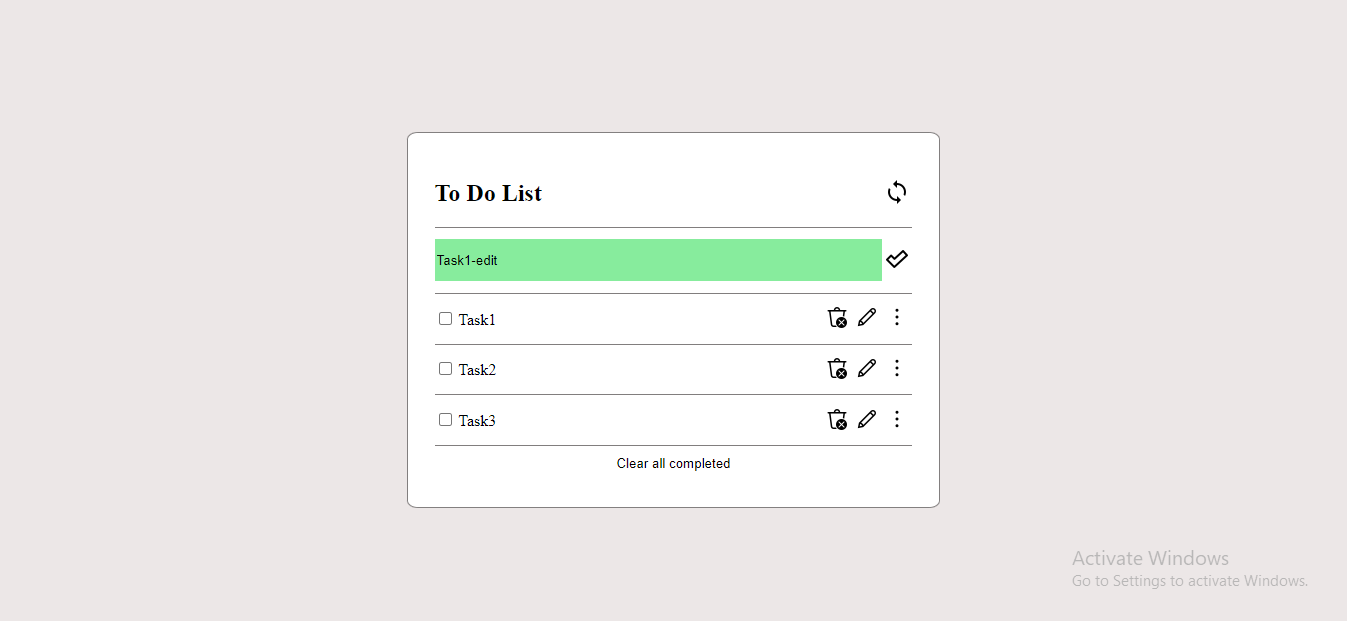 To Do List
Task1-edit
Task1
Task2
Task3
Clear all completed
Activate Windows
Go to Settings to activate Windows.